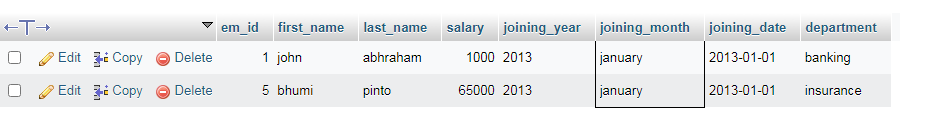 em_id first_name last_name salary joining_year joining_month joining_date department
Edit Copy Delete 1 john abhraham 1000 2013 january 2013-01-01 banking
Edit Copy Delete 5 bhumi pinto 65000 2013 january 2013-01-01 insurance